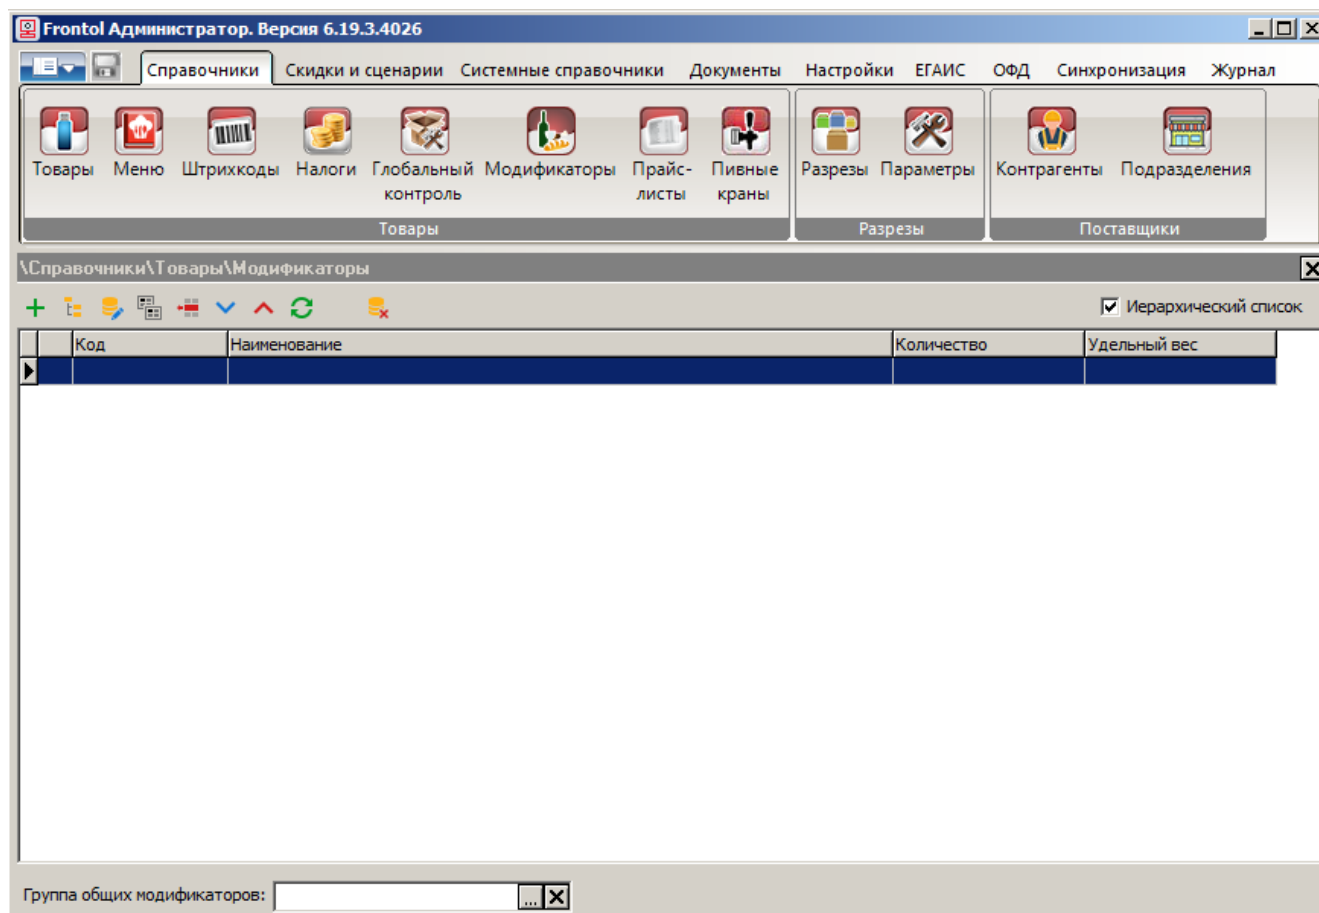 Frontol Администратор. Версия 6.19.3.4026
Справочники Скидки и сценарии Системные справочники Документы Настройки ЕГАИС ОФД Синхронизация Журнал
Товары Меню Штрихкоды Налоги Глобальный контроль Модификаторы Прайс-листы Пивные краны Разрезы Параметры Контрагенты Подразделения
Товары Разрезы Поставщики
\Справочники\Товары\Модификаторы
Иерархический список
Код Наименование Количество Удельный вес
Группа общих модификаторов: ...